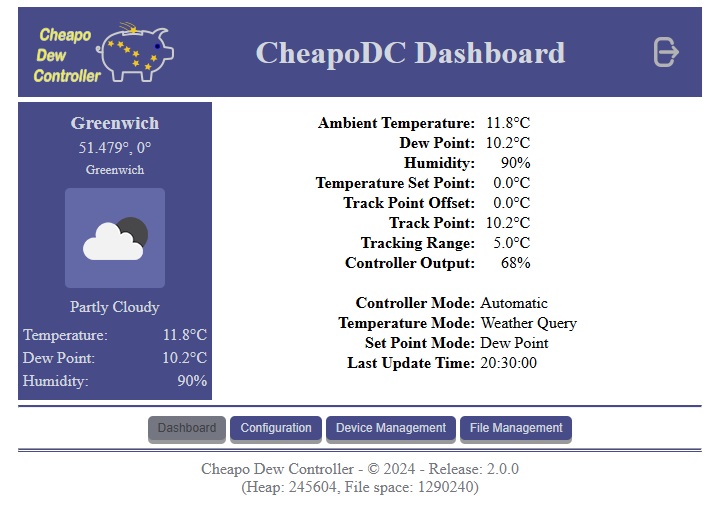 Cheapo
Dew
Controller
CheapoDC Dashboard
Greenwich
51.479°, 0°
Greenwich
Partly Cloudy
Temperature: 11.8°C
Dew Point: 10.2°C
Humidity: 90%
Ambient Temperature: 11.8°C
Dew Point: 10.2°C
Humidity: 90%
Temperature Set Point: 0.0°C
Track Point Offset: 0.0°C
Track Point: 10.2°C
Tracking Range: 5.0°C
Controller Output: 68%
Controller Mode: Automatic
Temperature Mode: Weather Query
Set Point Mode: Dew Point
Last Update Time: 20:30:00
Dashboard Configuration Device Management File Management
Cheapo Dew Controller - © 2024 - Release: 2.0.0
(Heap: 245604, File space: 1290240)